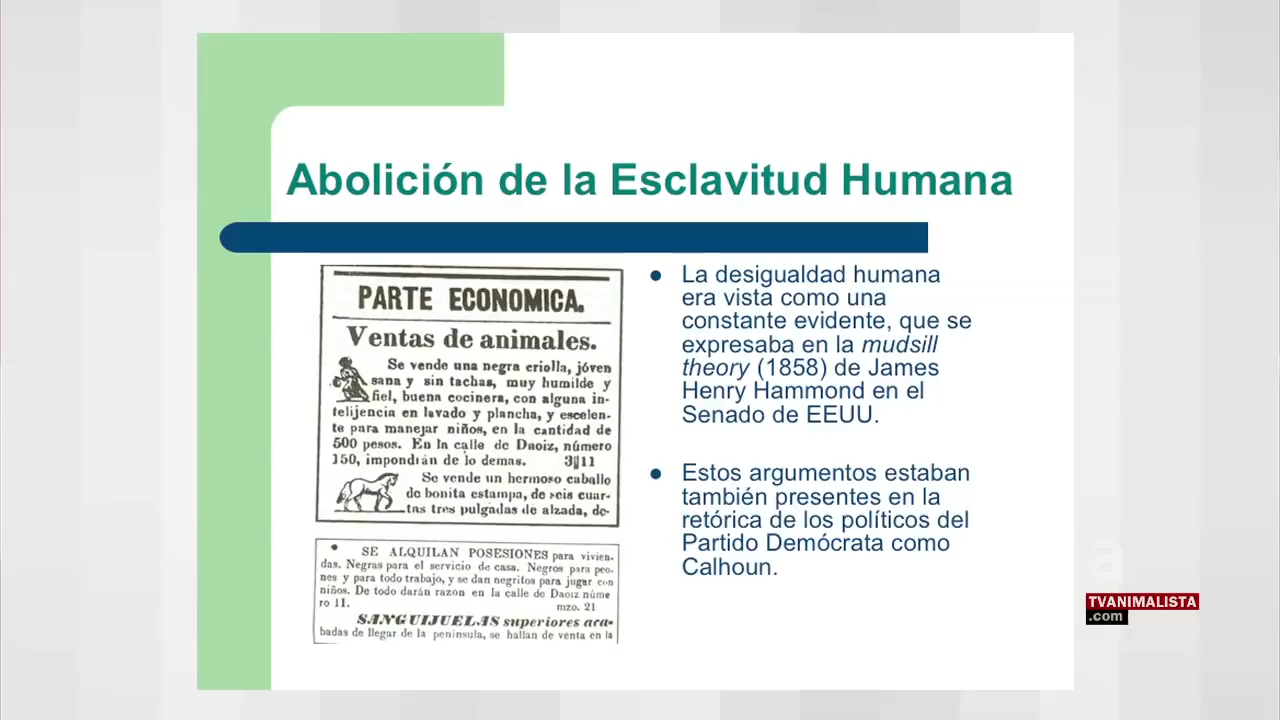 Abolición de la Esclavitud Humana
PARTE ECONOMICA.
Ventas de animales.
Se vende una negra criolla, jóven
sana y sin tachas, muy humilde y
fiel, buena cocinera, con alguna in-
telijencia en lavado y plancha, y escelen-
te para manejar niños, en la cantidad de
500 pesos. En la calle de Daoiz, número
150, impondrán de lo demas. 3||11
Se vende un hermoso caballo
de bonita estampa, de seis cuar-
tas tres pulgadas de alzada, de-
SE ALQUILAN POSESIONES para vivien-
das. Negras para el servicio de casa. Negros para peo-
nes y para todo trabajo, y se dan negritos para jugar con
niños. De todo darán razon en la calle de Daoiz núme
ro 11. mzo. 21
SANGUIJUELAS superiores aca-
badas de llegar de la península, se hallan de venta en la
● La desigualdad humana
era vista como una
constante evidente, que se
expresaba en la mudsill
theory (1858) de James
Henry Hammond en el
Senado de EEUU.
● Estos argumentos estaban
también presentes en la
retórica de los políticos del
Partido Demócrata como
Calhoun.
a
TVANIMALISTA
.com